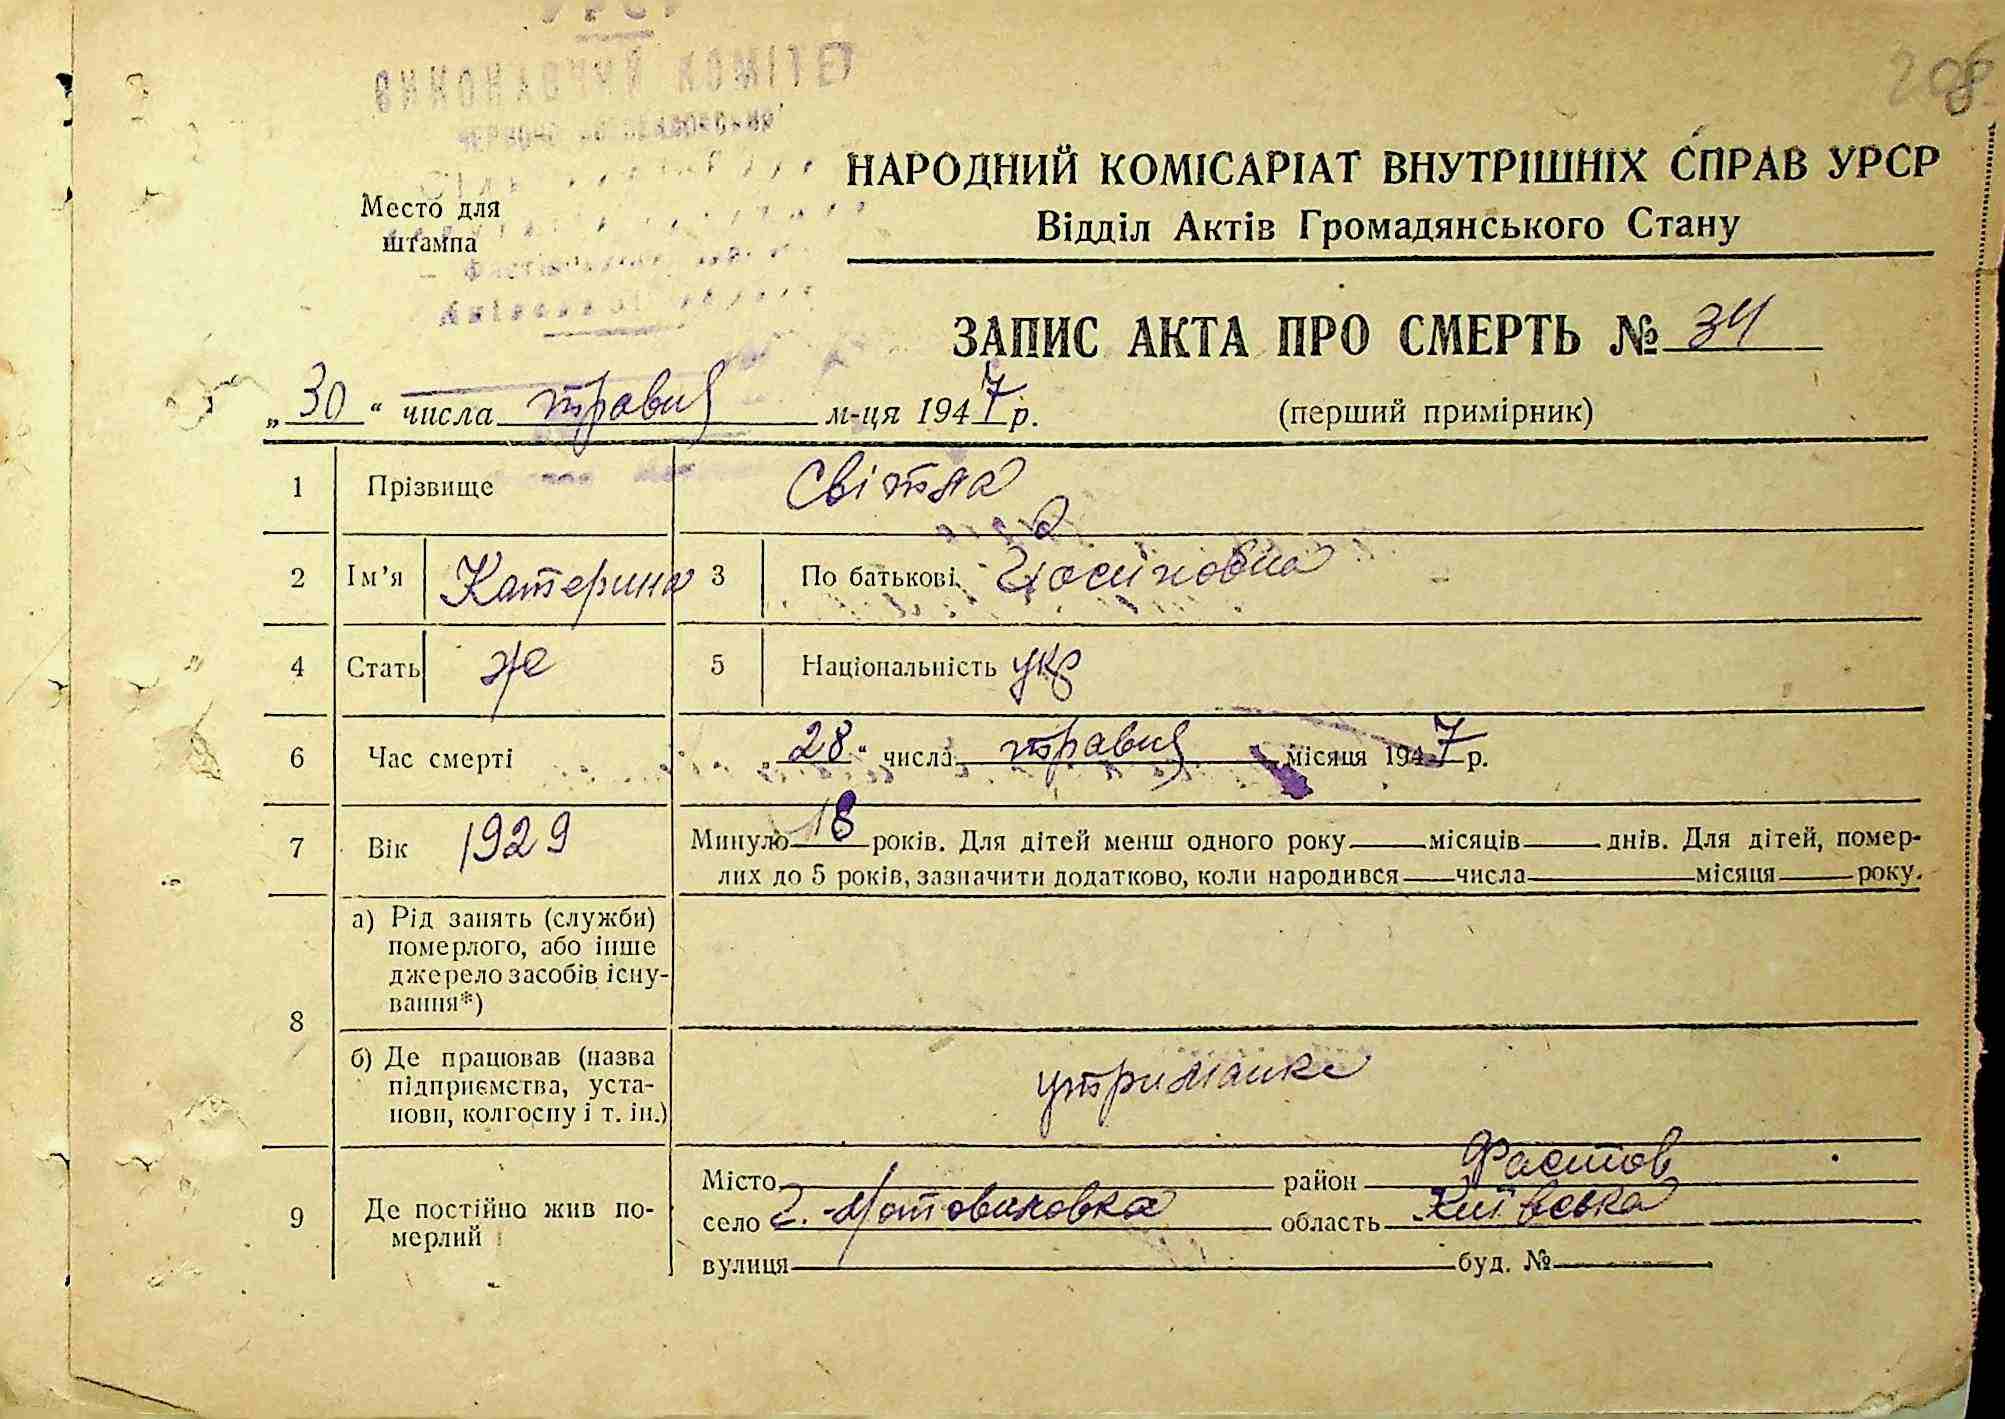 208
Место для
штампа
НАРОДНИЙ КОМІСАРІАТ ВНУТРІШНІХ СПРАВ УРСР
Відділ Актів Громадянського Стану
ЗАПИС АКТА ПРО СМЕРТЬ № 34
„30“ числа травня м-ця 1947 р.
(перший примірник)
1 Прізвище Світна
2 Ім'я Катерина 3 По батькові
4 Стать ж 5 Національність укр
6 Час смерті „28“ числа травня місяця 1947 р.
7 Вік 1929 Минуло 18 років. Для дітей менш одного року місяців днів. Для дітей, помер-
лих до 5 років, зазначити додатково, коли народився числа місяця року.
8
а) Рід занять (служби)
померлого, або інше
джерело засобів існу-
вання*)
б) Де працював (назва
підприємства, уста-
нови, колгоспу і т. ін.)
утриманка
9 Де постійно жив по-
мерлий
Місто район Фастов
село С. Мотовиловка область Київська
вулиця буд. №